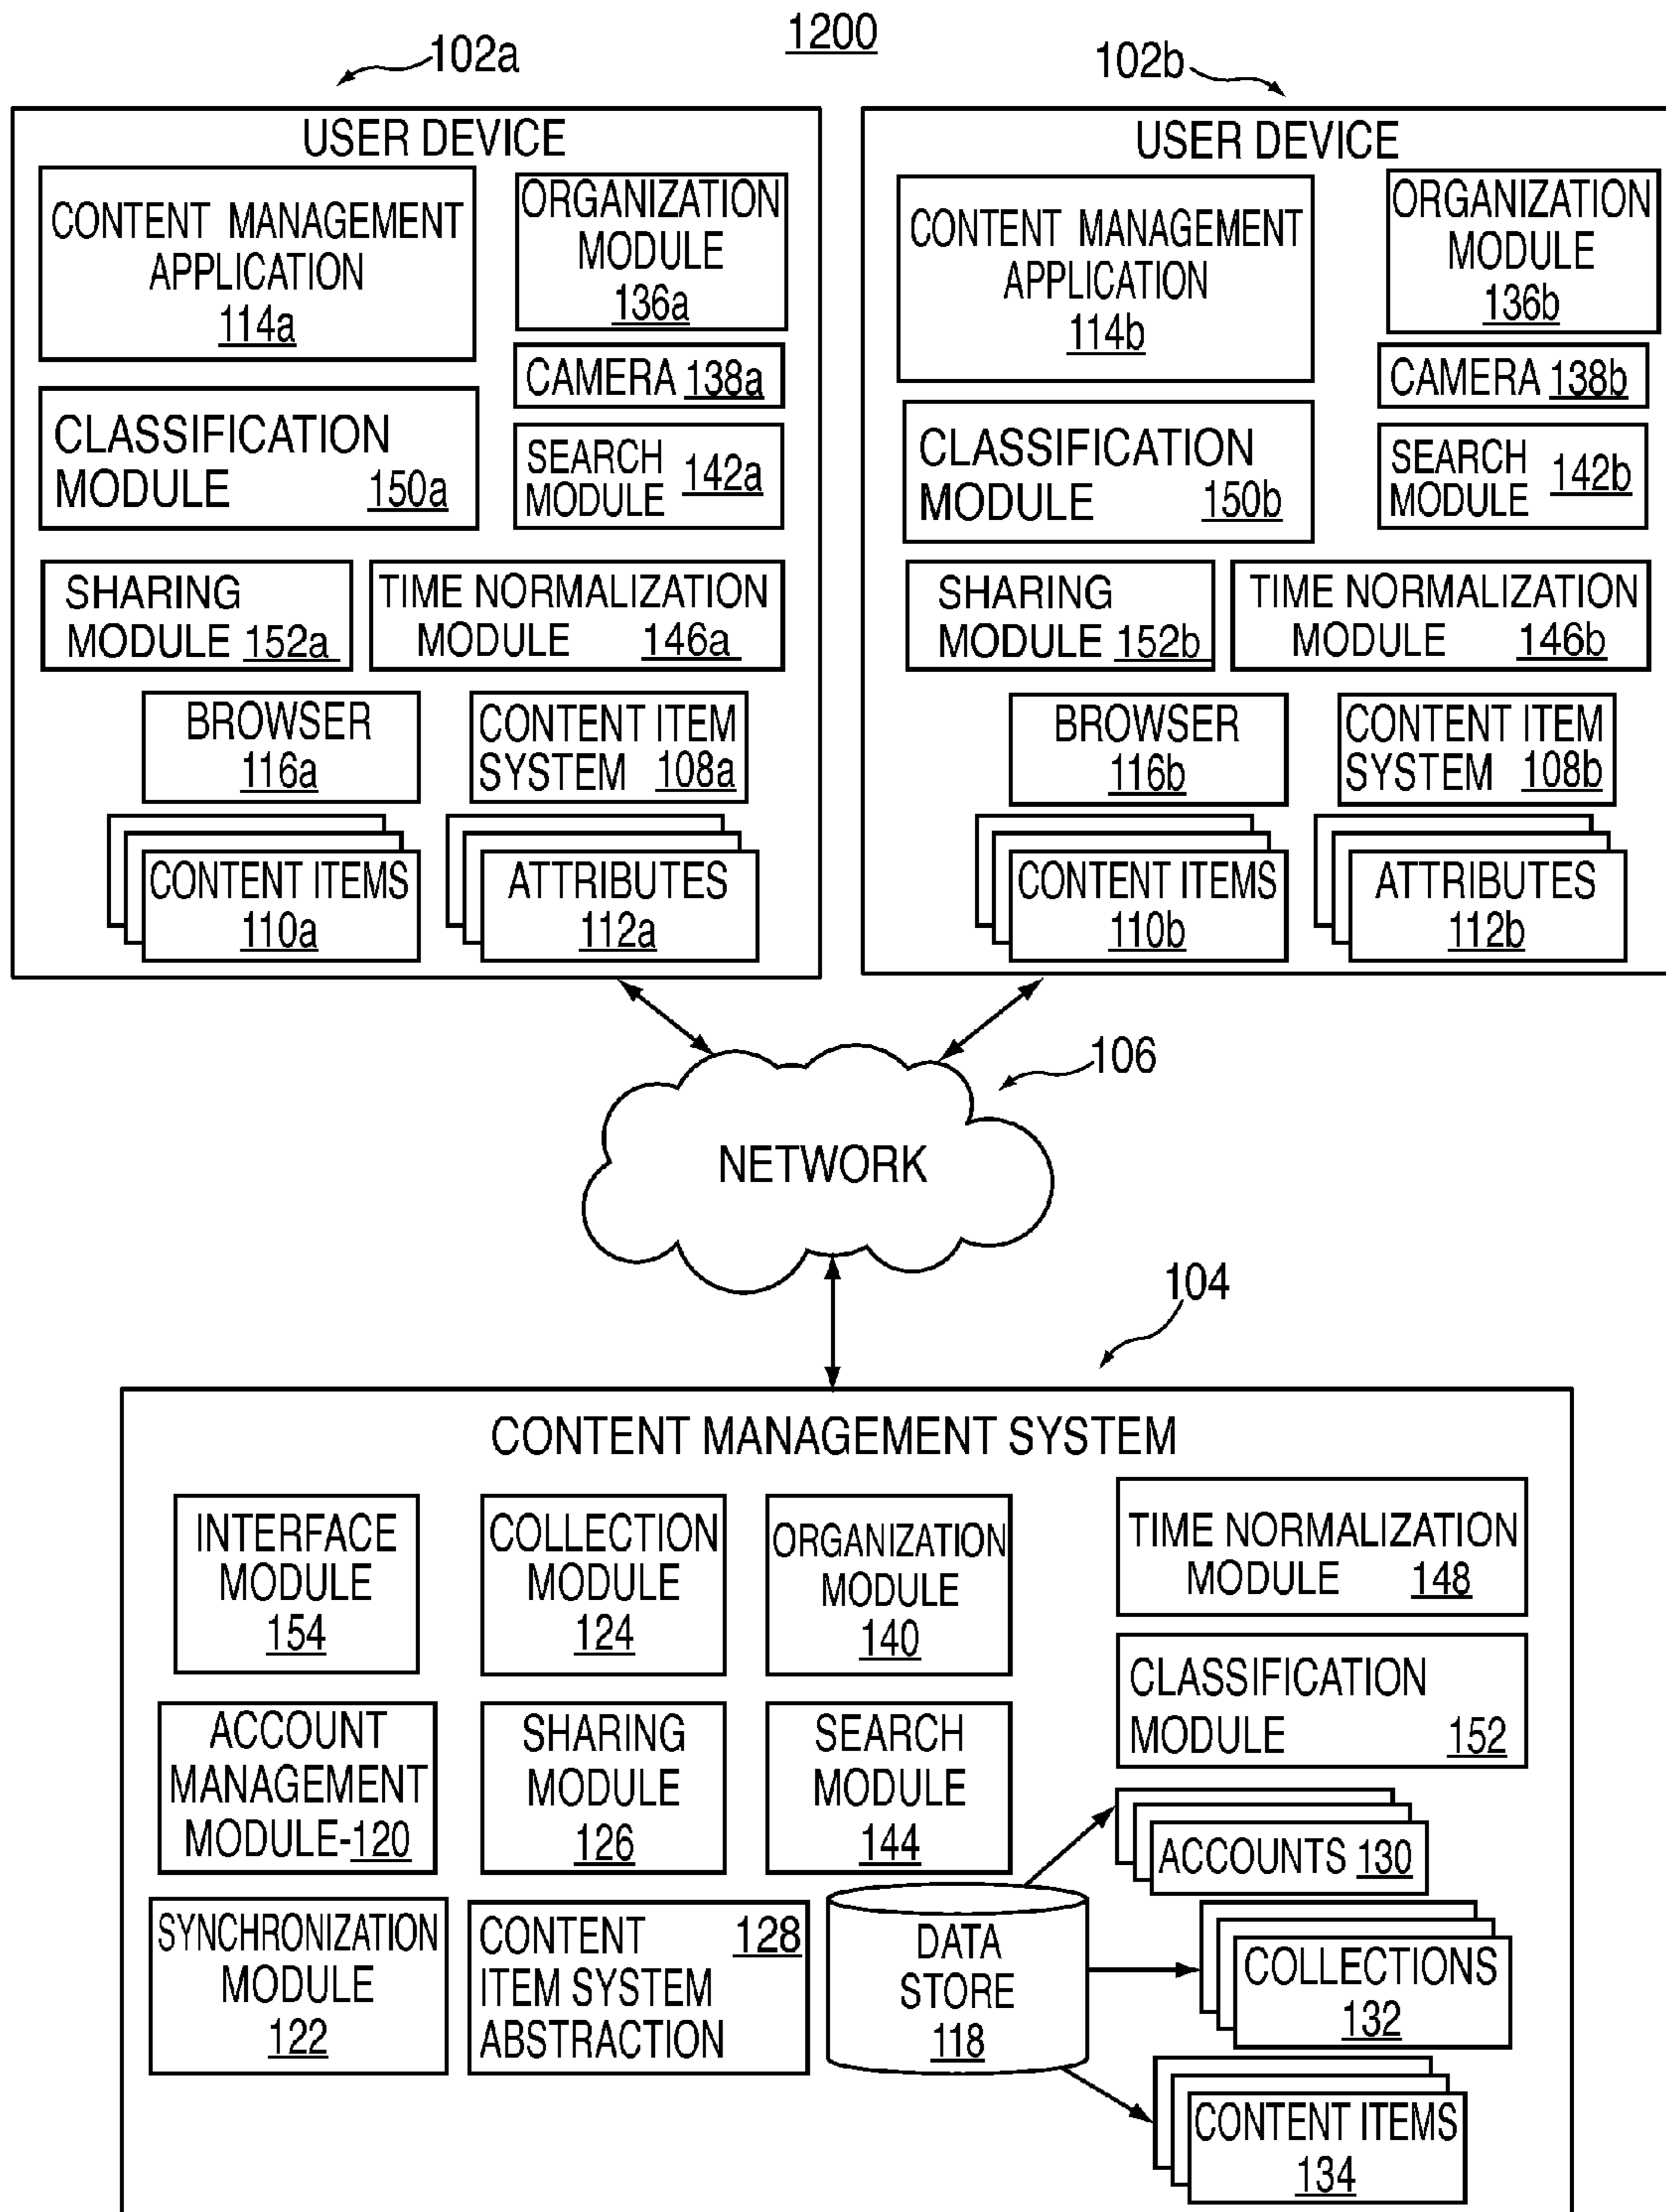 1200
102a
102b
USER DEVICE
CONTENT MANAGEMENT
APPLICATION
114a
ORGANIZATION
MODULE
136a
CAMERA 138a
CLASSIFICATION
MODULE 150a
SEARCH
MODULE 142a
SHARING
MODULE 152a
TIME NORMALIZATION
MODULE 146a
BROWSER
116a
CONTENT ITEM
SYSTEM 108a
CONTENT ITEMS
110a
ATTRIBUTES
112a
USER DEVICE
CONTENT MANAGEMENT
APPLICATION
114b
ORGANIZATION
MODULE
136b
CAMERA 138b
CLASSIFICATION
MODULE 150b
SEARCH
MODULE 142b
SHARING
MODULE 152b
TIME NORMALIZATION
MODULE 146b
BROWSER
116b
CONTENT ITEM
SYSTEM 108b
CONTENT ITEMS
110b
ATTRIBUTES
112b
106
NETWORK
104
CONTENT MANAGEMENT SYSTEM
INTERFACE
MODULE
154
COLLECTION
MODULE
124
ORGANIZATION
MODULE
140
TIME NORMALIZATION
MODULE 148
CLASSIFICATION
MODULE 152
ACCOUNT
MANAGEMENT
MODULE-120
SHARING
MODULE
126
SEARCH
MODULE
144
ACCOUNTS 130
SYNCHRONIZATION
MODULE
122
CONTENT 128
ITEM SYSTEM
ABSTRACTION
DATA
STORE
118
COLLECTIONS
132
CONTENT ITEMS
134